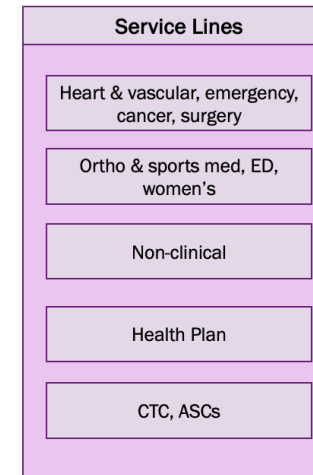 Service Lines
Heart & vascular, emergency,
cancer, surgery
Ortho & sports med, ED,
women’s
Non-clinical
Health Plan
CTC, ASCs